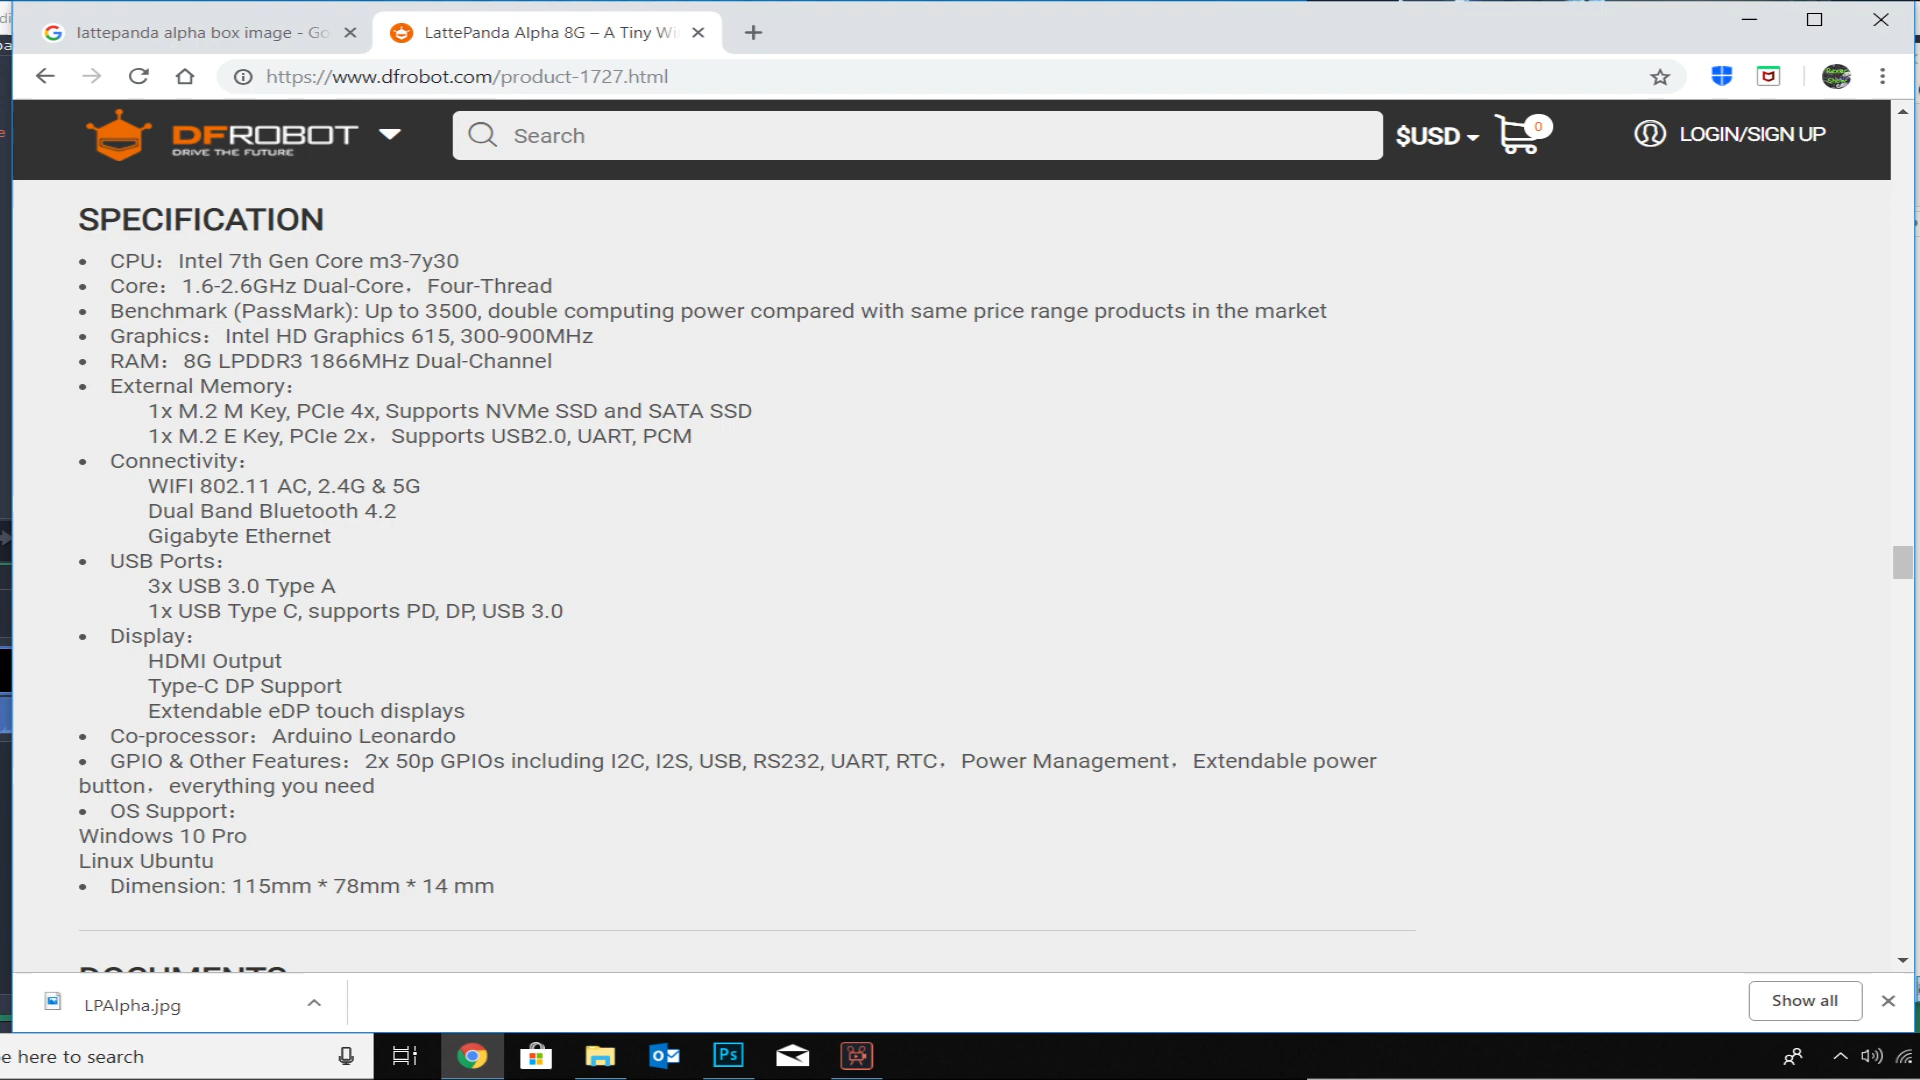 lattepanda alpha box image - Go
LattePanda Alpha 8G – A Tiny Wi
https://www.dfrobot.com/product-1727.html
DFROBOT
DRIVE THE FUTURE
Search
$USD
0
LOGIN/SIGN UP
SPECIFICATION
• CPU：Intel 7th Gen Core m3-7y30
• Core：1.6-2.6GHz Dual-Core，Four-Thread
• Benchmark (PassMark): Up to 3500, double computing power compared with same price range products in the market
• Graphics：Intel HD Graphics 615, 300-900MHz
• RAM：8G LPDDR3 1866MHz Dual-Channel
• External Memory：
1x M.2 M Key, PCIe 4x, Supports NVMe SSD and SATA SSD
1x M.2 E Key, PCIe 2x，Supports USB2.0, UART, PCM
• Connectivity：
WIFI 802.11 AC, 2.4G & 5G
Dual Band Bluetooth 4.2
Gigabyte Ethernet
• USB Ports：
3x USB 3.0 Type A
1x USB Type C, supports PD, DP, USB 3.0
• Display：
HDMI Output
Type-C DP Support
Extendable eDP touch displays
• Co-processor：Arduino Leonardo
• GPIO & Other Features：2x 50p GPIOs including I2C, I2S, USB, RS232, UART, RTC，Power Management，Extendable power
button，everything you need
• OS Support：
Windows 10 Pro
Linux Ubuntu
• Dimension: 115mm * 78mm * 14 mm
DOCUMENTS
LPAlpha.jpg
Show all
e here to search
Ps